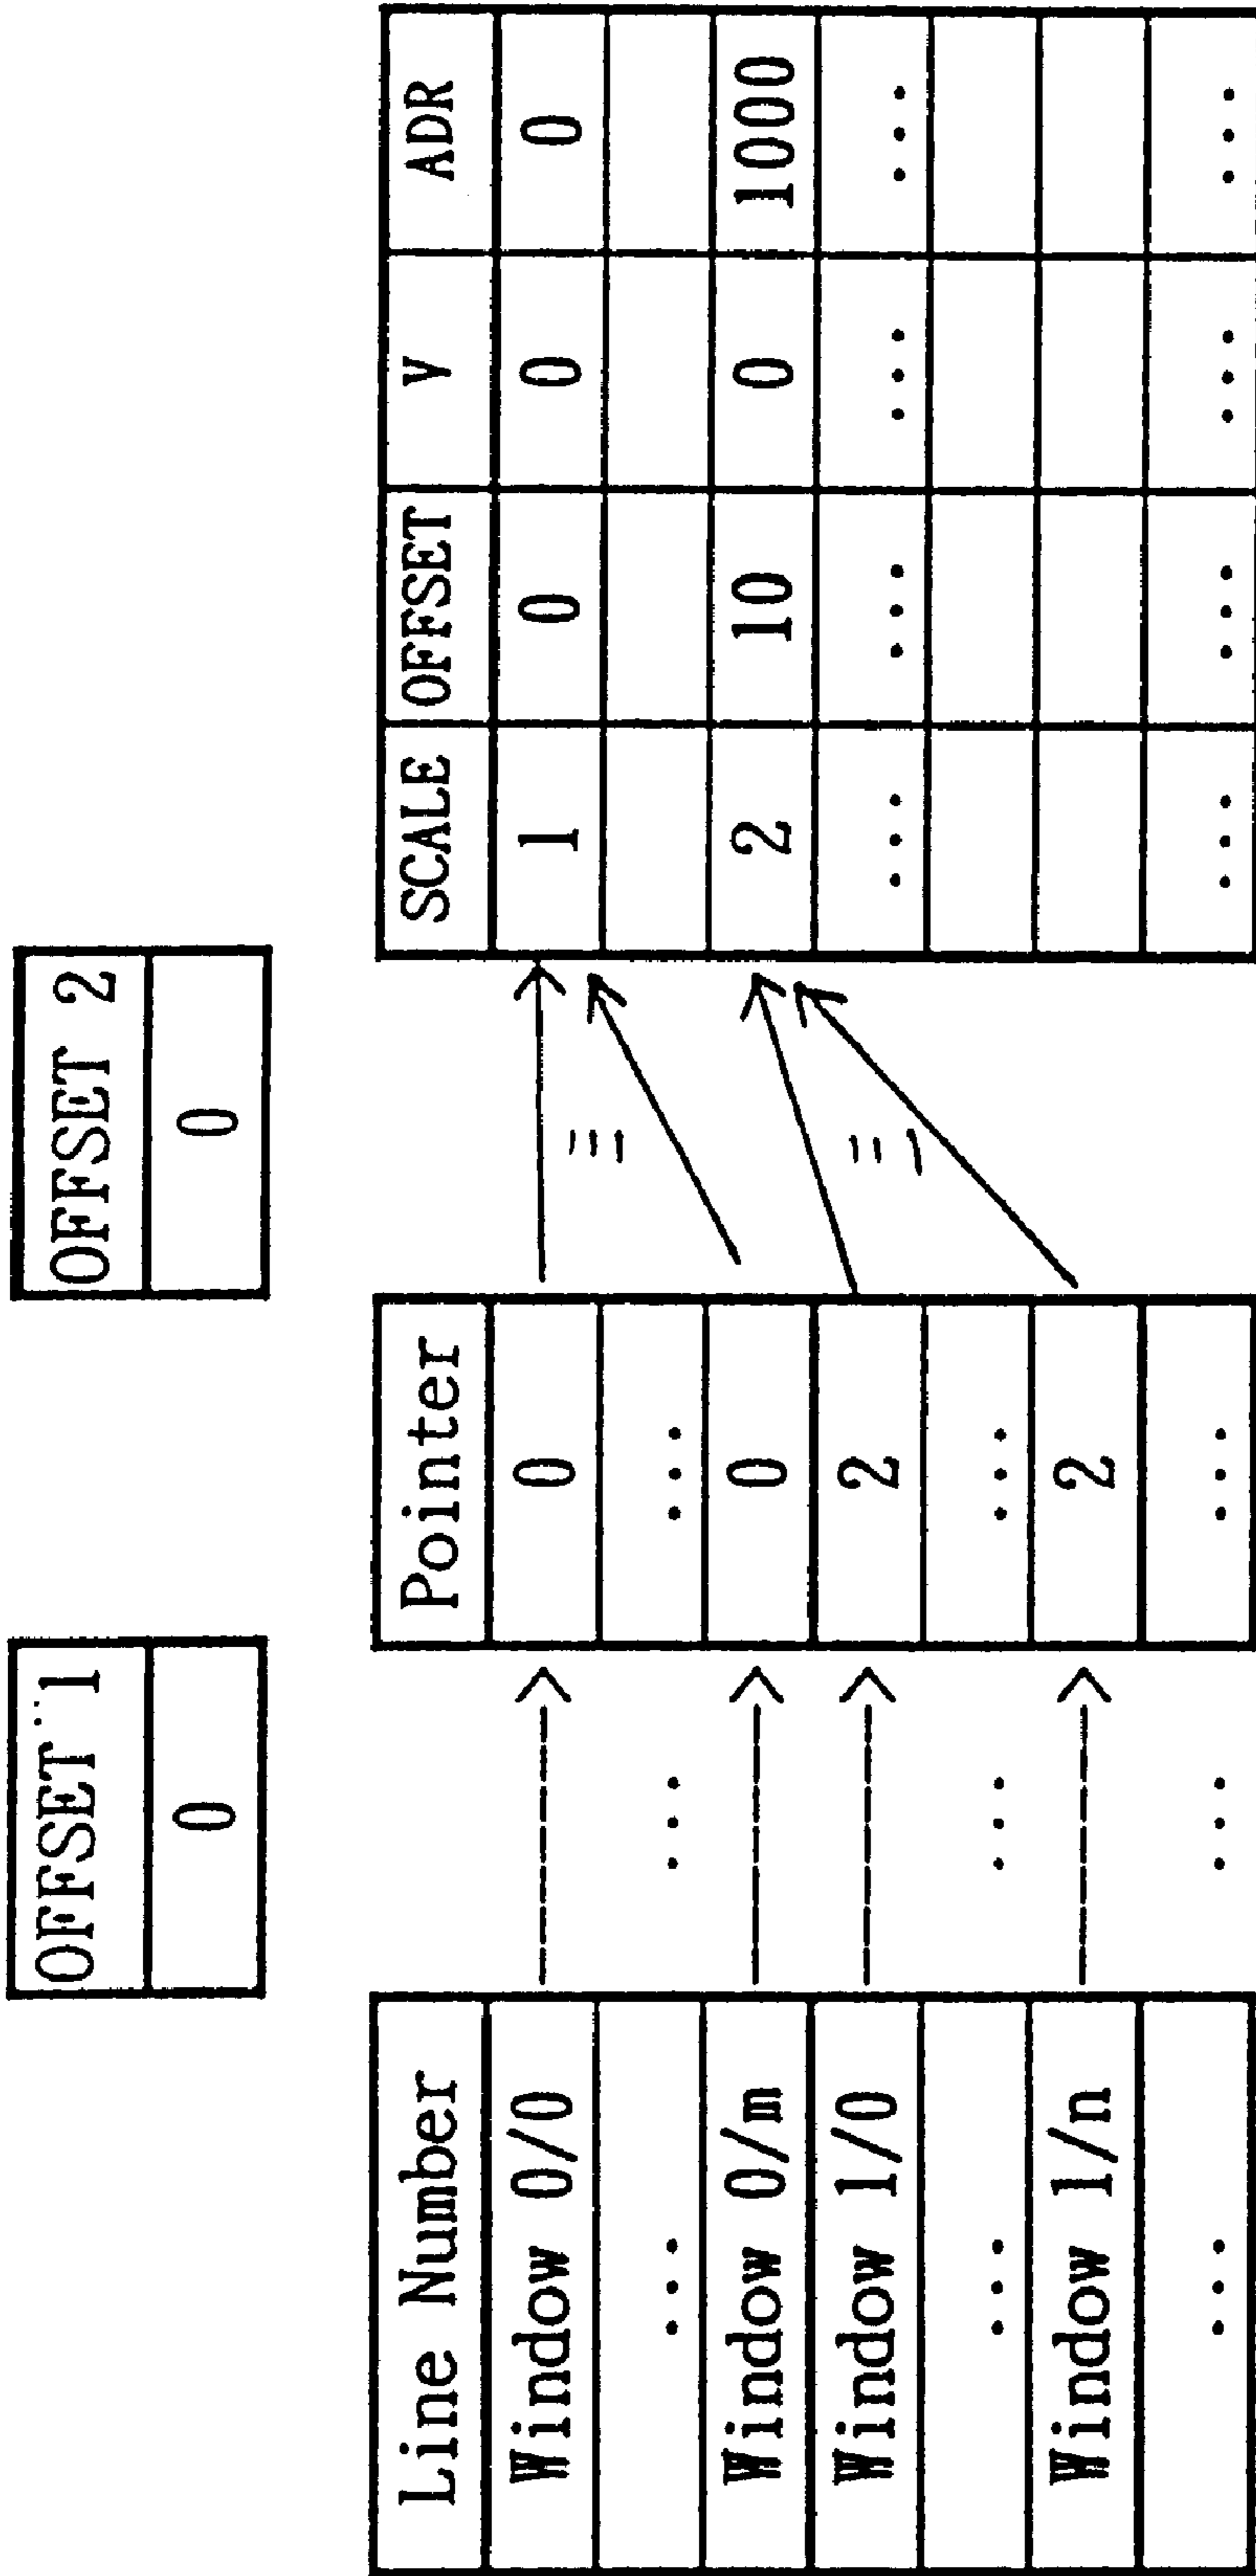 OFFSET 1
0
OFFSET 2
0
Line Number
Window 0/0
...
Window 0/m
Window 1/0
...
Window 1/n
...
...
...
...
Pointer
0
...
0
2
...
2
...
SCALE OFFSET V ADR
1 0 0 0
2 10 0 1000
... ... ... ...
... ... ... ...